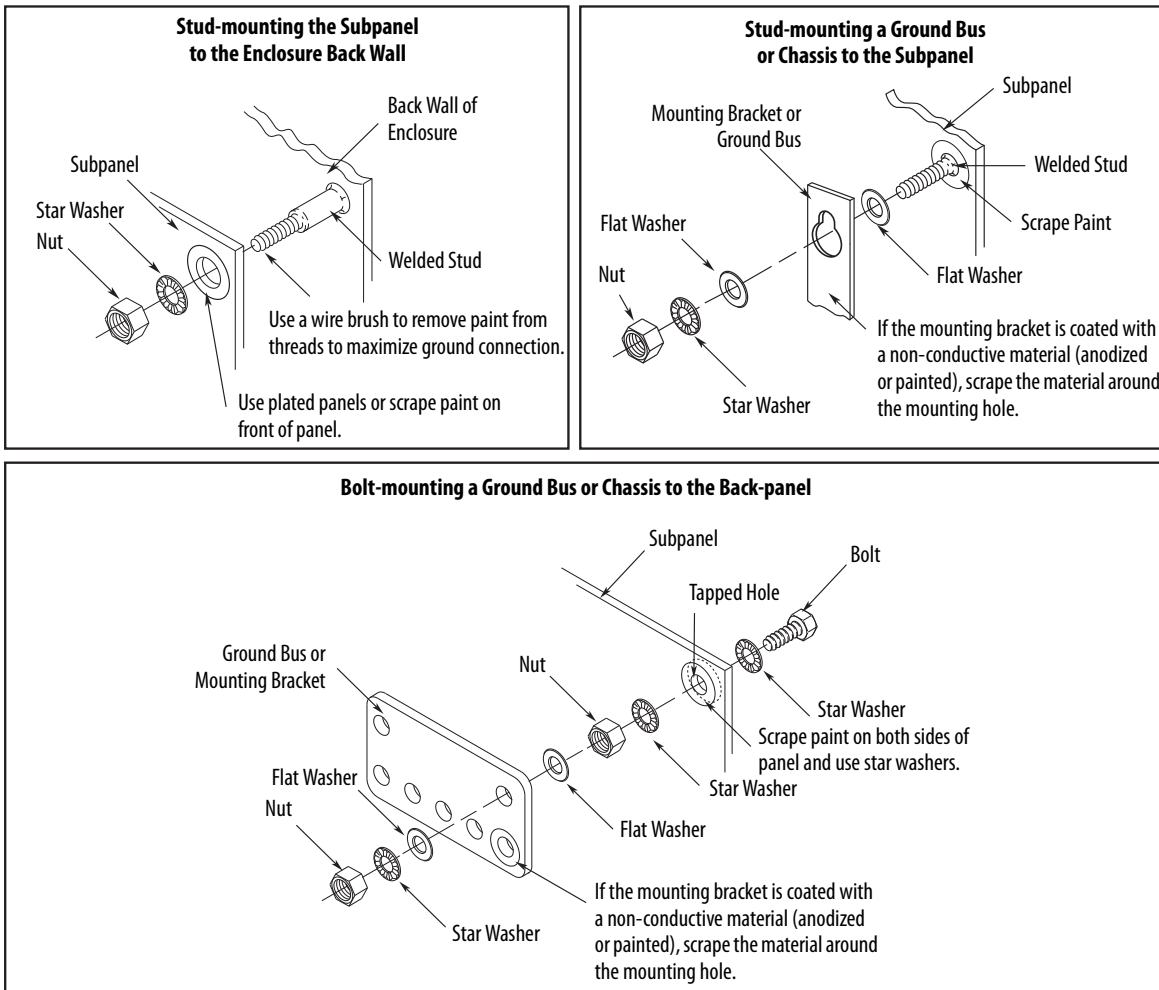 Stud-mounting the Subpanel
to the Enclosure Back Wall
Back Wall of
Enclosure
Subpanel
Star Washer
Nut
Welded Stud
Use a wire brush to remove paint from
threads to maximize ground connection.
Use plated panels or scrape paint on
front of panel.
Stud-mounting a Ground Bus
or Chassis to the Subpanel
Subpanel
Mounting Bracket or
Ground Bus
Welded Stud
Scrape Paint
Flat Washer
Flat Washer
Nut
Star Washer
If the mounting bracket is coated with
a non-conductive material (anodized
or painted), scrape the material around
the mounting hole.
Bolt-mounting a Ground Bus or Chassis to the Back-panel
Subpanel
Bolt
Tapped Hole
Ground Bus or
Mounting Bracket
Nut
Star Washer
Scrape paint on both sides of
panel and use star washers.
Star Washer
Flat Washer
Nut
Flat Washer
Star Washer
If the mounting bracket is coated with
a non-conductive material (anodized
or painted), scrape the material around
the mounting hole.